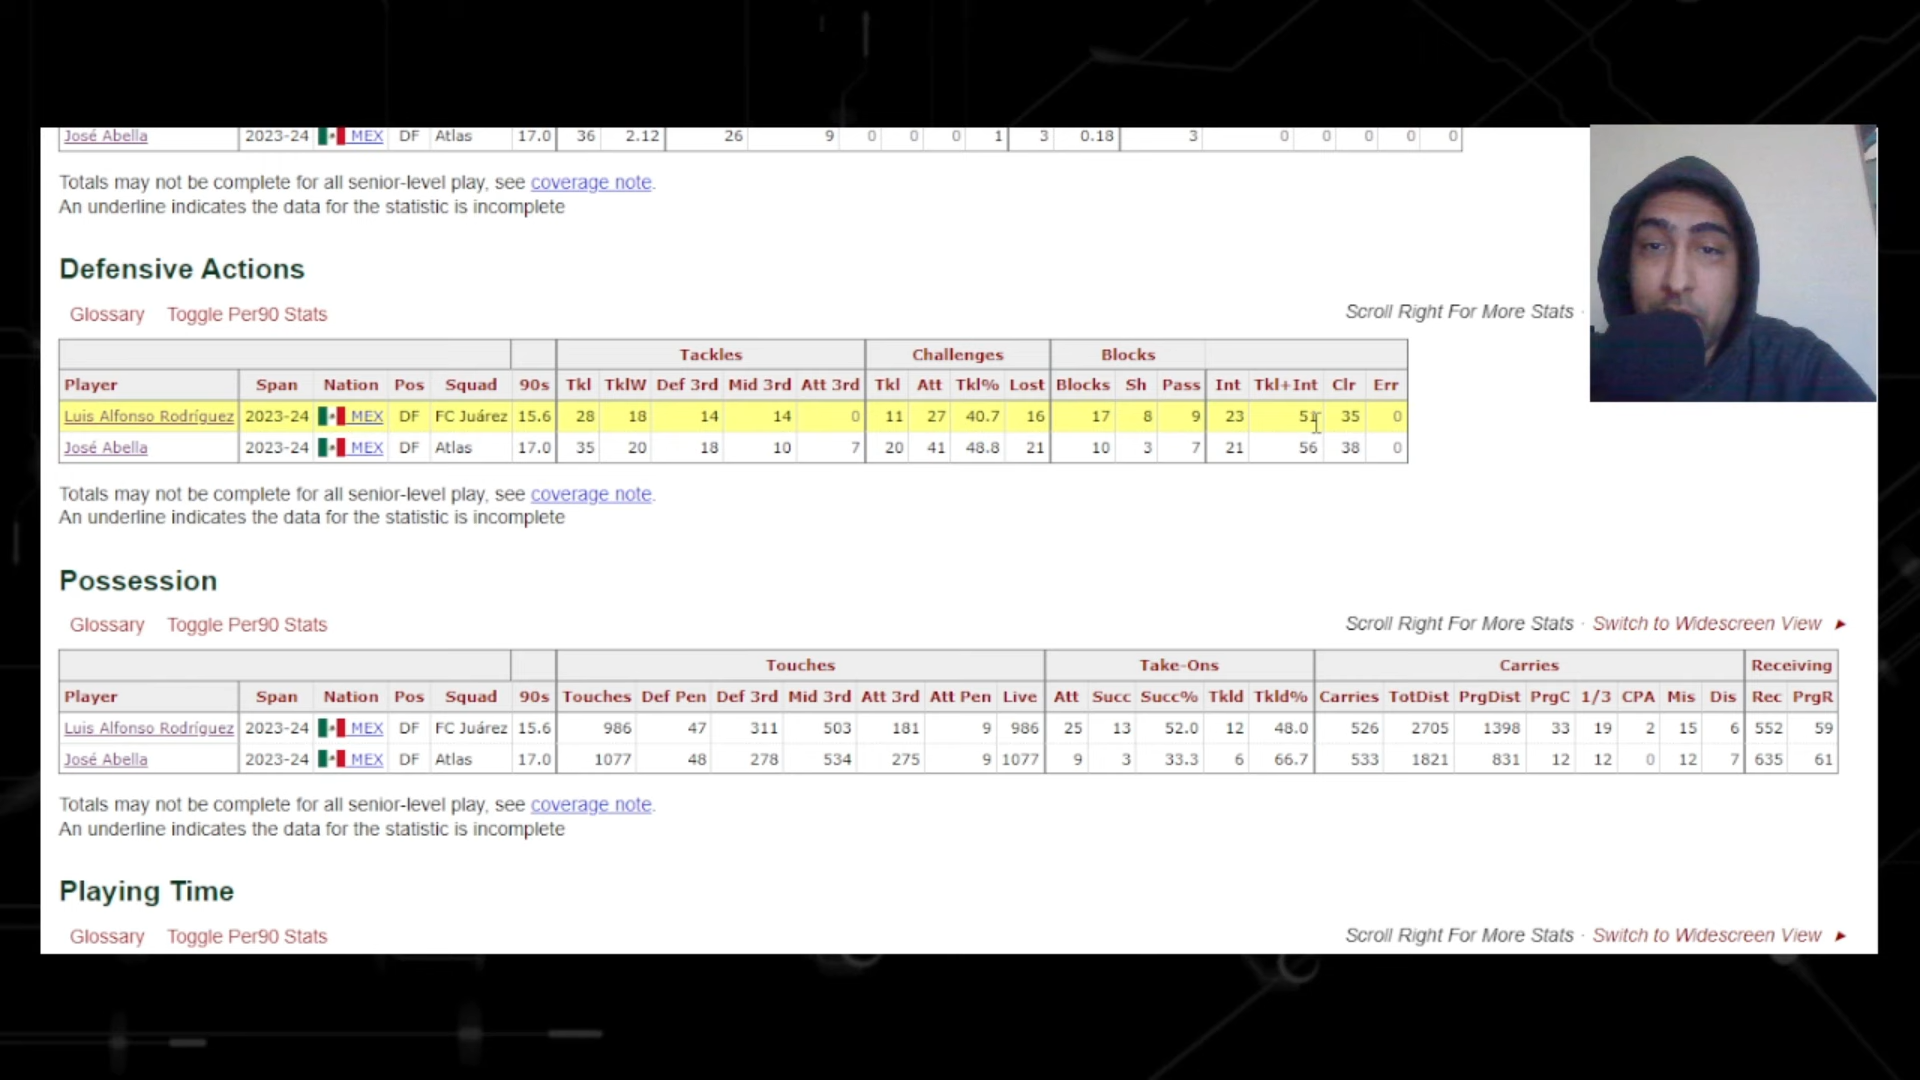 José Abella 2023-24 MEX DF Atlas 17.0 36 2.12 26 9 0 0 0 1 3 0.18 3 0 0 0 0 0
Totals may not be complete for all senior-level play, see coverage note.
An underline indicates the data for the statistic is incomplete
Defensive Actions
Glossary Toggle Per90 Stats Scroll Right For More Stats ·
Tackles Challenges Blocks
Player Span Nation Pos Squad 90s Tkl TklW Def 3rd Mid 3rd Att 3rd Tkl Att Tkl% Lost Blocks Sh Pass Int Tkl+Int Clr Err
Luis Alfonso Rodríguez 2023-24 MEX DF FC Juárez 15.6 28 18 14 14 0 11 27 40.7 16 17 8 9 23 51 35 0
José Abella 2023-24 MEX DF Atlas 17.0 35 20 18 10 7 20 41 48.8 21 10 3 7 21 56 38 0
Totals may not be complete for all senior-level play, see coverage note.
An underline indicates the data for the statistic is incomplete
Possession
Glossary Toggle Per90 Stats Scroll Right For More Stats · Switch to Widescreen View ►
Touches Take-Ons Carries Receiving
Player Span Nation Pos Squad 90s Touches Def Pen Def 3rd Mid 3rd Att 3rd Att Pen Live Att Succ Succ% Tkld Tkld% Carries TotDist PrgDist PrgC 1/3 CPA Mis Dis Rec PrgR
Luis Alfonso Rodríguez 2023-24 MEX DF FC Juárez 15.6 986 47 311 503 181 9 986 25 13 52.0 12 48.0 526 2705 1398 33 19 2 15 6 552 59
José Abella 2023-24 MEX DF Atlas 17.0 1077 48 278 534 275 9 1077 9 3 33.3 6 66.7 533 1821 831 12 12 0 12 7 635 61
Totals may not be complete for all senior-level play, see coverage note.
An underline indicates the data for the statistic is incomplete
Playing Time
Glossary Toggle Per90 Stats Scroll Right For More Stats · Switch to Widescreen View ►